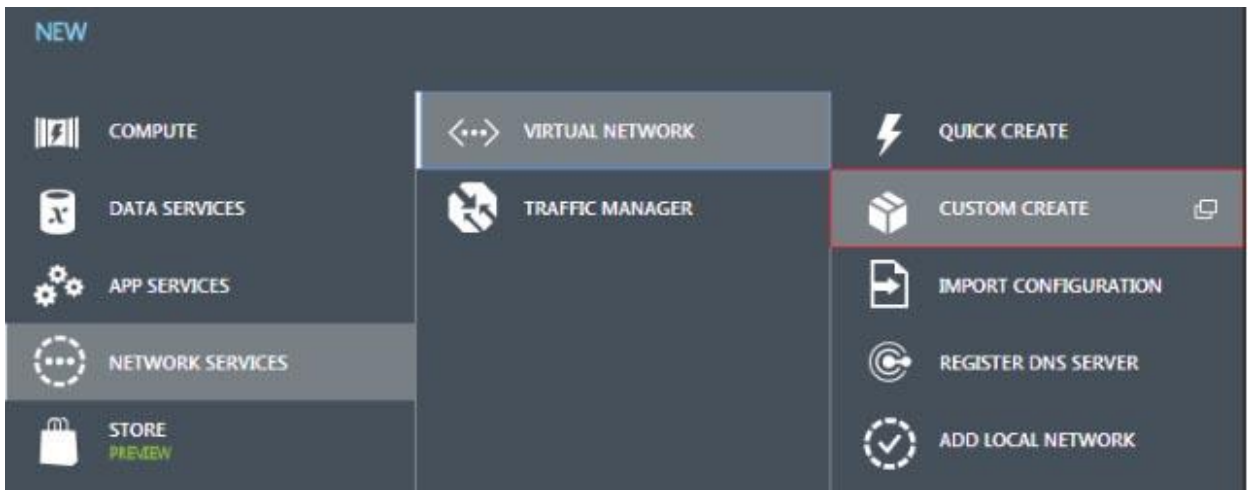 NEW
COMPUTE
DATA SERVICES
APP SERVICES
NETWORK SERVICES
STORE
PREVIEW
VIRTUAL NETWORK
TRAFFIC MANAGER
QUICK CREATE
CUSTOM CREATE
IMPORT CONFIGURATION
REGISTER DNS SERVER
ADD LOCAL NETWORK